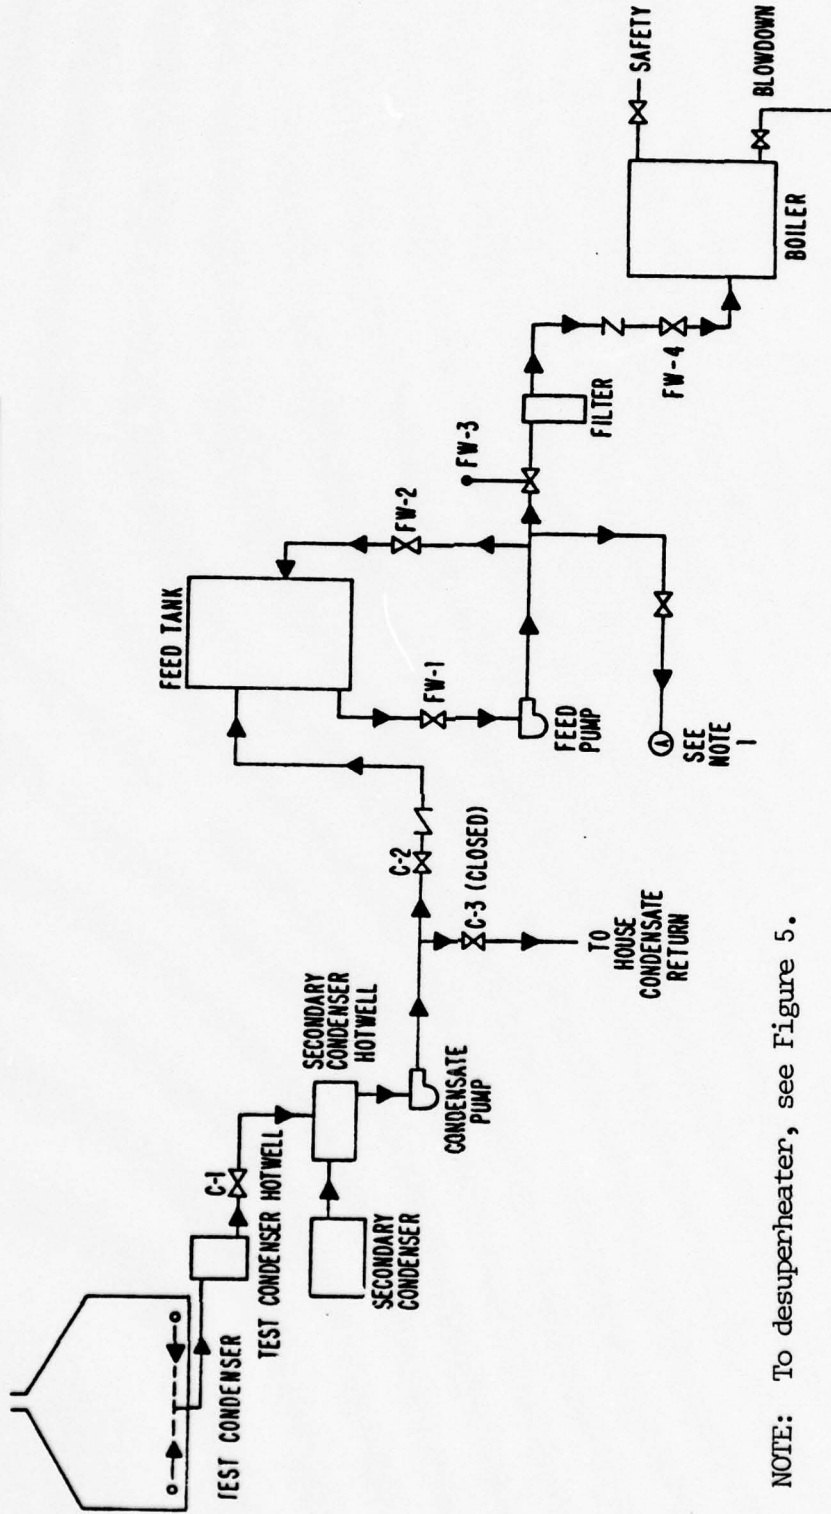 TEST CONDENSER
TEST CONDENSER HOTWELL
C-1
SECONDARY
CONDENSER
SECONDARY
CONDENSER
HOTWELL
CONDENSATE
PUMP
C-2
C-3 (CLOSED)
TO
HOUSE
CONDENSATE
RETURN
FEED TANK
FW-1
FW-2
FEED
PUMP
A
SEE
NOTE
1
FW-3
FILTER
FW-4
BOILER
SAFETY
BLOWDOWN
NOTE: To desuperheater, see Figure 5.